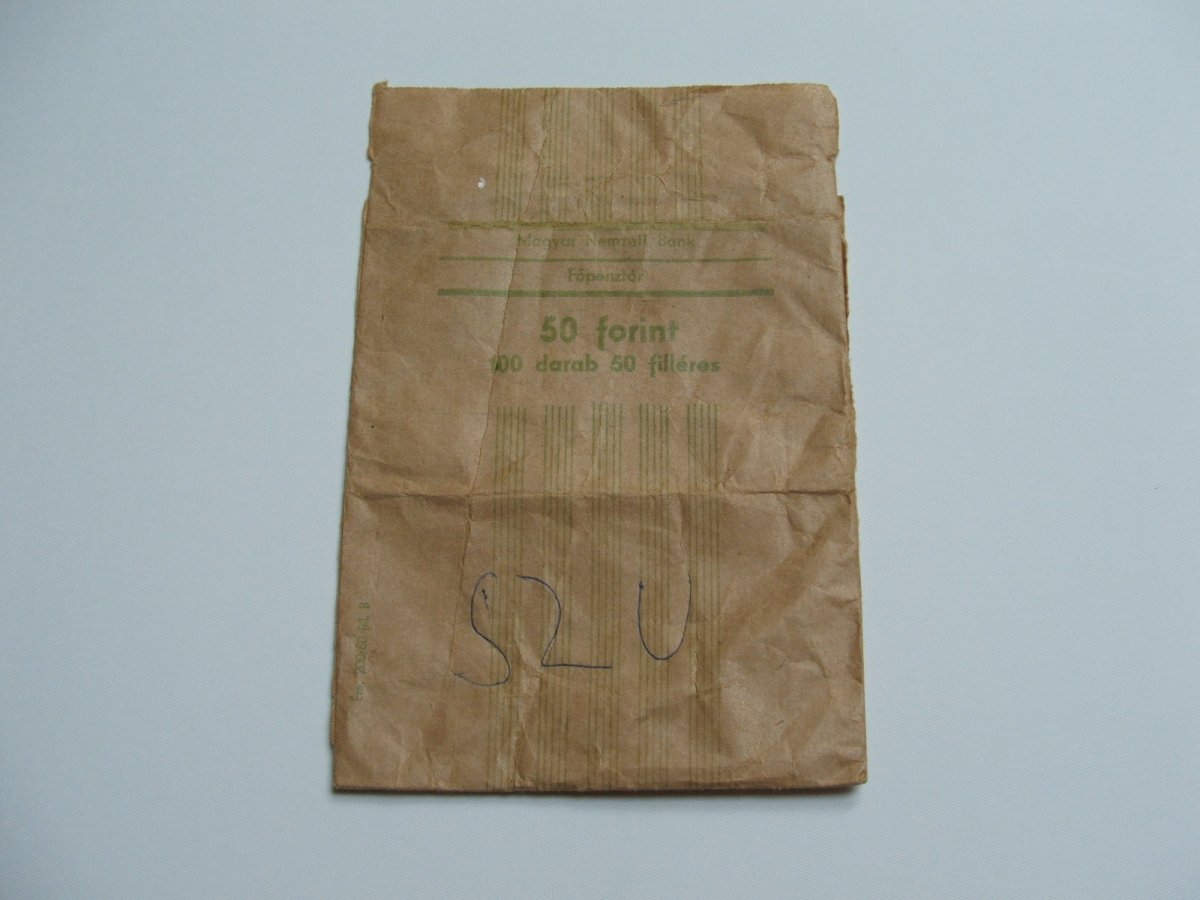 Magyar Nemzeti Bank
Főpénztár
50 forint
100 darab 50 filléres
S2U